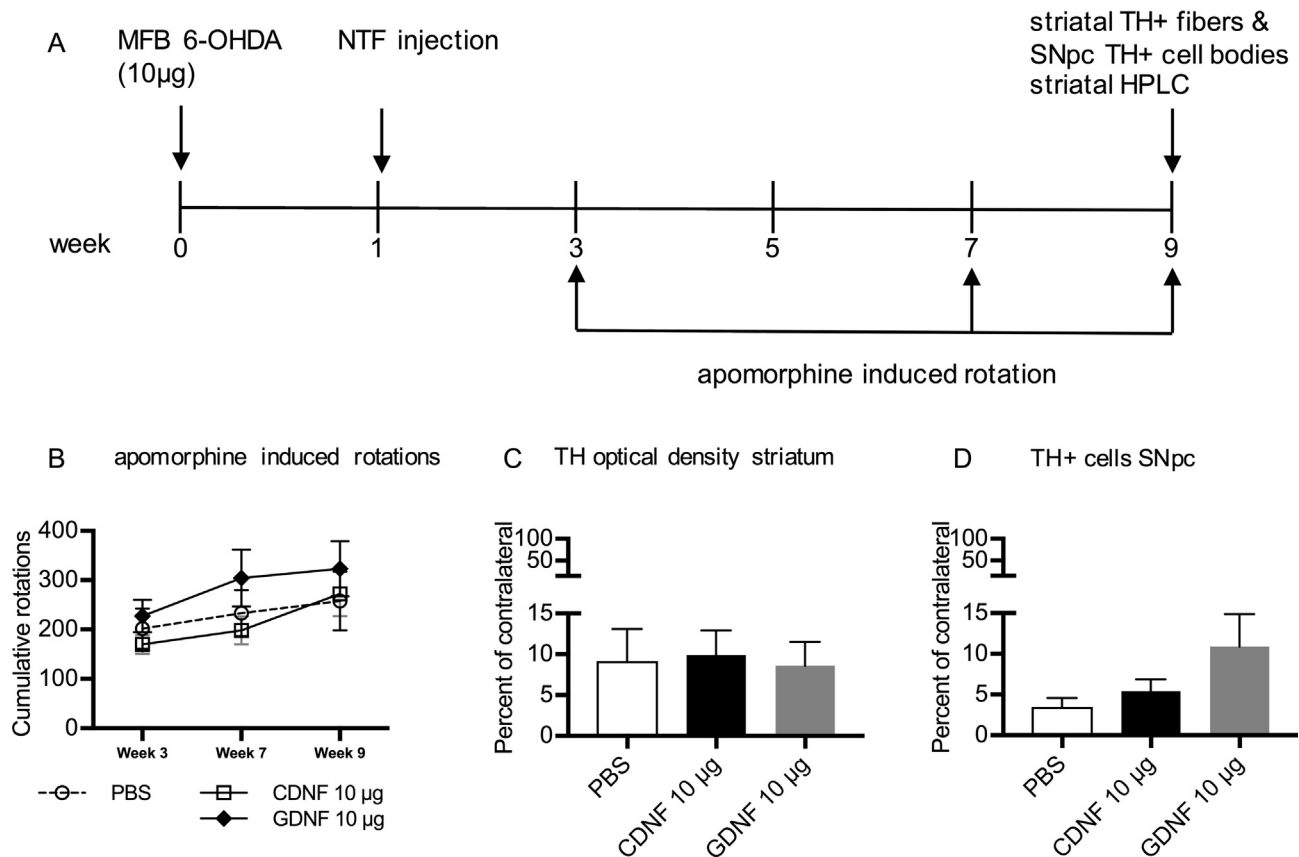 A
MFB 6-OHDA
(10µg)
NTF injection
striatal TH+ fibers &
SNpc TH+ cell bodies
striatal HPLC
week
0 1 3 5 7 9
apomorphine induced rotation
B apomorphine induced rotations
Cumulative rotations
400
300
200
100
0
Week 3 Week 7 Week 9
PBS
CDNF 10 µg
GDNF 10 µg
C TH optical density striatum
Percent of contralateral
100
50
15
10
5
0
PBS
CDNF 10 µg
GDNF 10 µg
D TH+ cells SNpc
Percent of contralateral
100
50
15
10
5
0
PBS
CDNF 10 µg
GDNF 10 µg